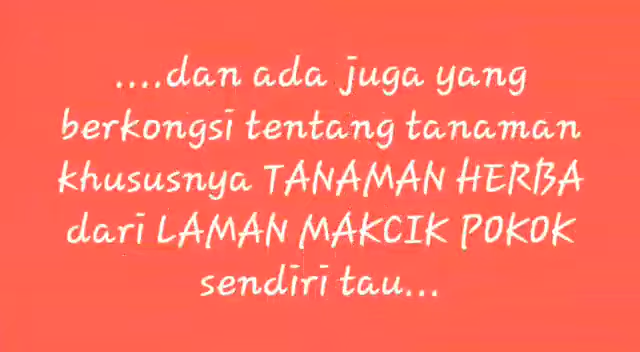 ....dan ada juga yang
berkongsi tentang tanaman
khususnya TANAMAN HERBA
dari LAMAN MAKCIK POKOK
sendiri tau...